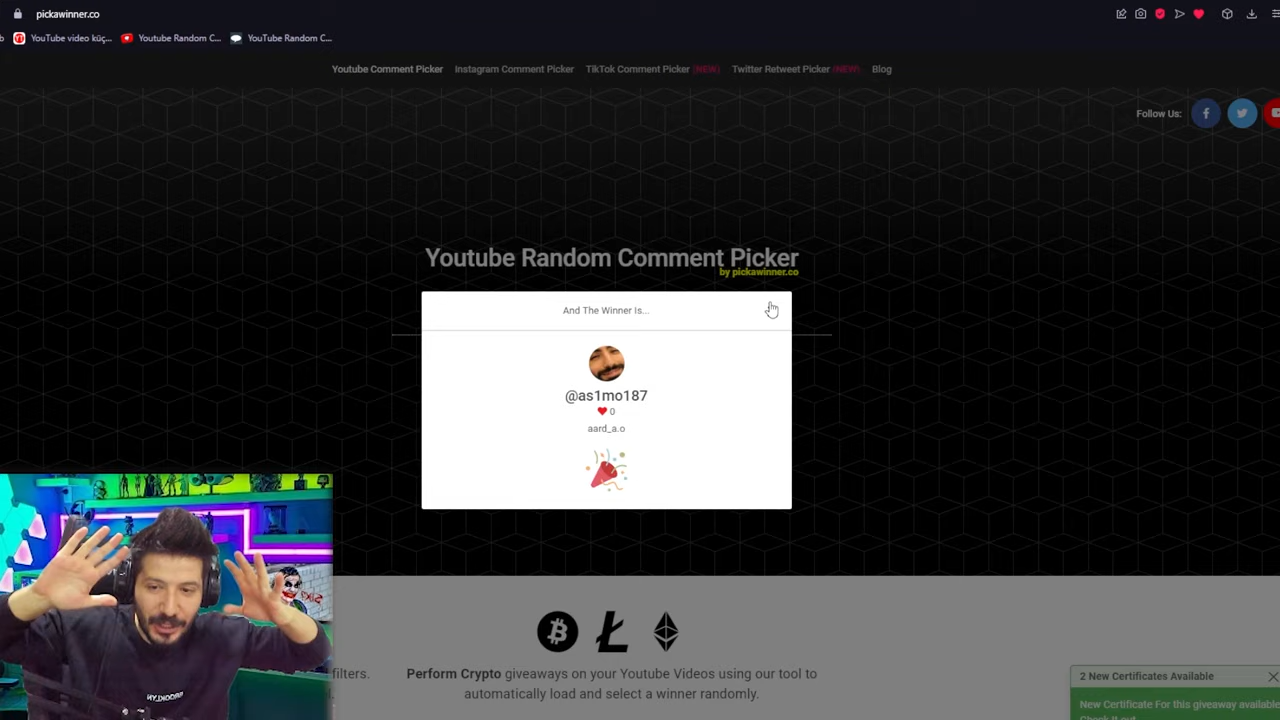 pickawinner.co
YouTube video küç...
Youtube Random C...
YouTube Random C...
Youtube Comment Picker
Instagram Comment Picker
TikTok Comment Picker (NEW)
Twitter Retweet Picker (NEW)
Blog
Follow Us:
Youtube Random Comment Picker
by pickawinner.co
And The Winner Is...
@as1mo187
0
aard_a.o
filters.
Perform Crypto giveaways on your Youtube Videos using our tool to
automatically load and select a winner randomly.
2 New Certificates Available
New Certificate For this giveaway available
Check It out